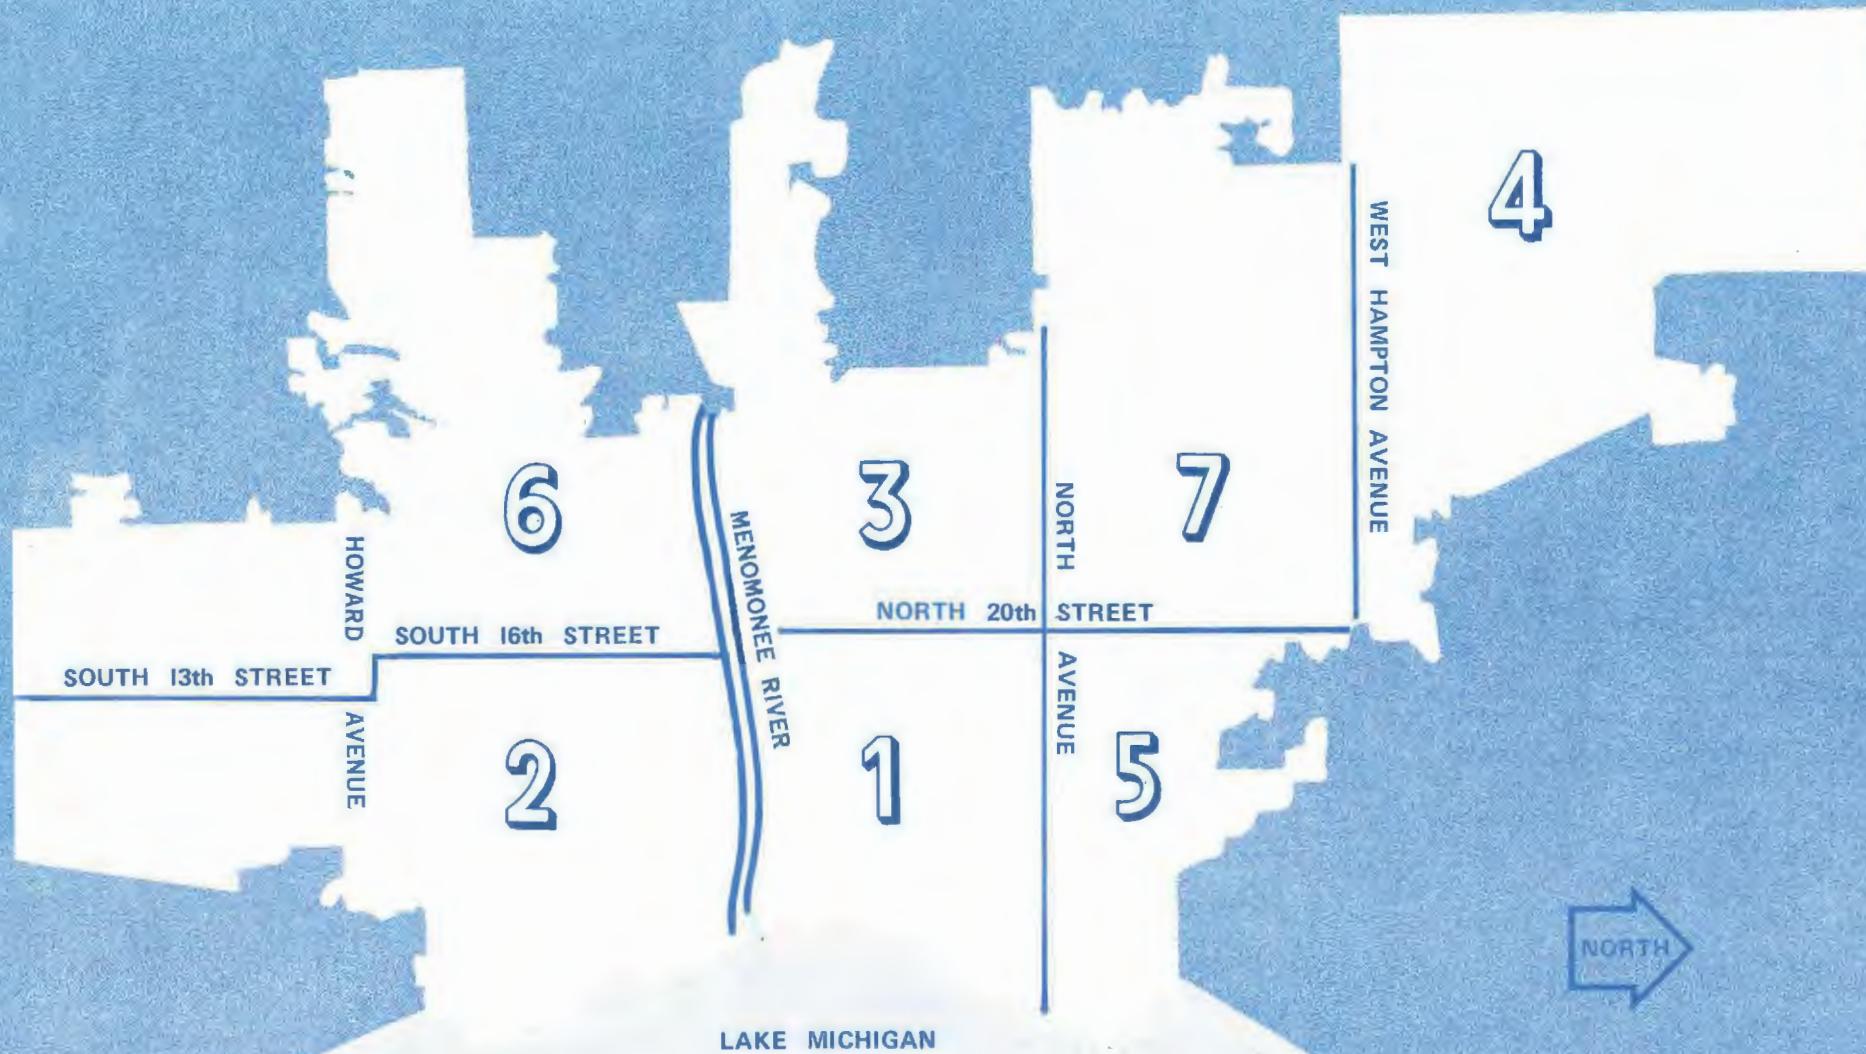 4
WEST HAMPTON AVENUE
6
3
7
HOWARD AVENUE
MENOMONEE RIVER
NORTH AVENUE
NORTH 20th STREET
SOUTH 16th STREET
SOUTH 13th STREET
2
1
5
NORTH
LAKE MICHIGAN